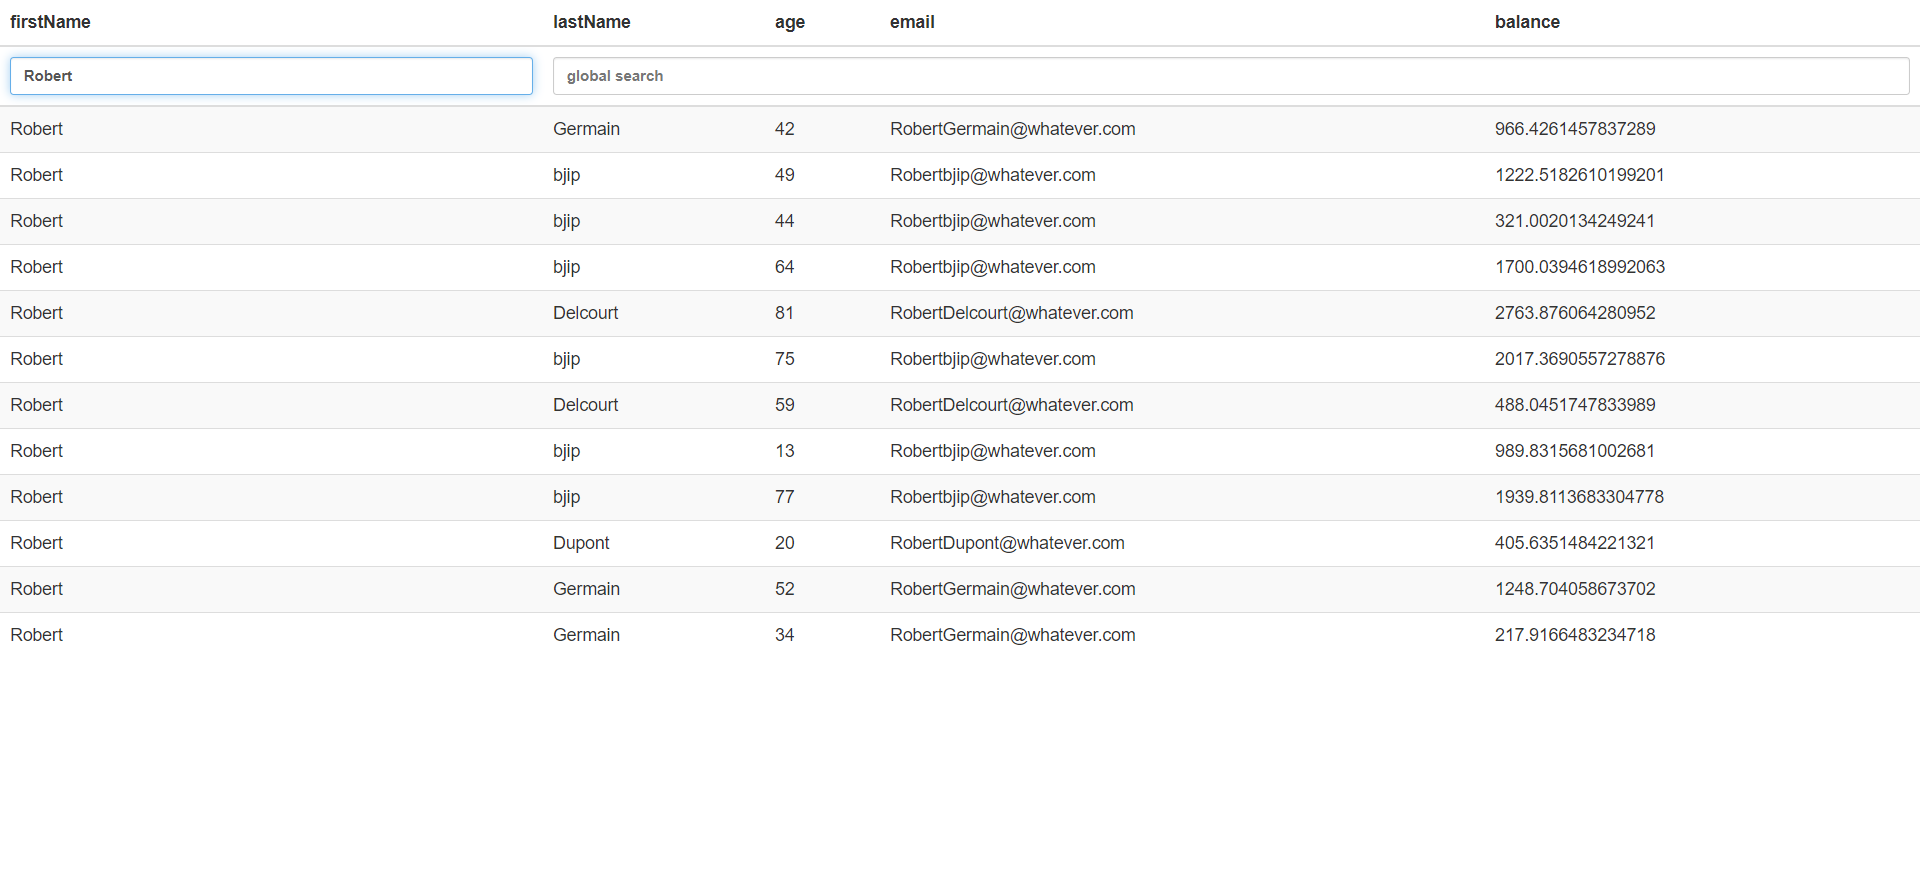 firstName lastName age email balance
Robert global search
Robert Germain 42 RobertGermain@whatever.com 966.4261457837289
Robert bjip 49 Robertbjip@whatever.com 1222.5182610199201
Robert bjip 44 Robertbjip@whatever.com 321.0020134249241
Robert bjip 64 Robertbjip@whatever.com 1700.0394618992063
Robert Delcourt 81 RobertDelcourt@whatever.com 2763.876064280952
Robert bjip 75 Robertbjip@whatever.com 2017.3690557278876
Robert Delcourt 59 RobertDelcourt@whatever.com 488.0451747833989
Robert bjip 13 Robertbjip@whatever.com 989.8315681002681
Robert bjip 77 Robertbjip@whatever.com 1939.8113683304778
Robert Dupont 20 RobertDupont@whatever.com 405.6351484221321
Robert Germain 52 RobertGermain@whatever.com 1248.704058673702
Robert Germain 34 RobertGermain@whatever.com 217.9166483234718